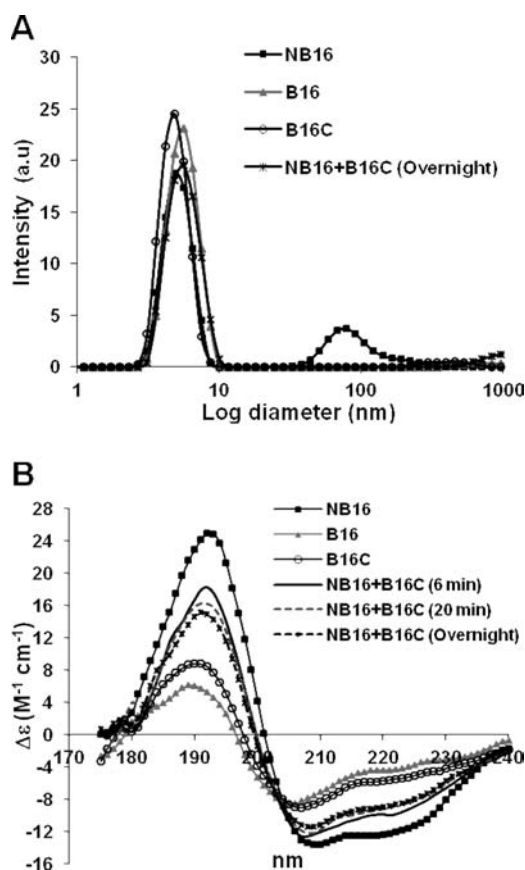 A
NB16
B16
B16C
NB16+B16C (Overnight)
Intensity (a.u)
30
25
20
15
10
5
0
1
10
100
1000
Log diameter (nm)
B
NB16
B16
B16C
NB16+B16C (6 min)
NB16+B16C (20 min)
NB16+B16C (Overnight)
Δε (M⁻¹ cm⁻¹)
28
24
20
16
12
8
4
0
-4
-8
-12
-16
170
180
190
200
210
220
230
240
nm